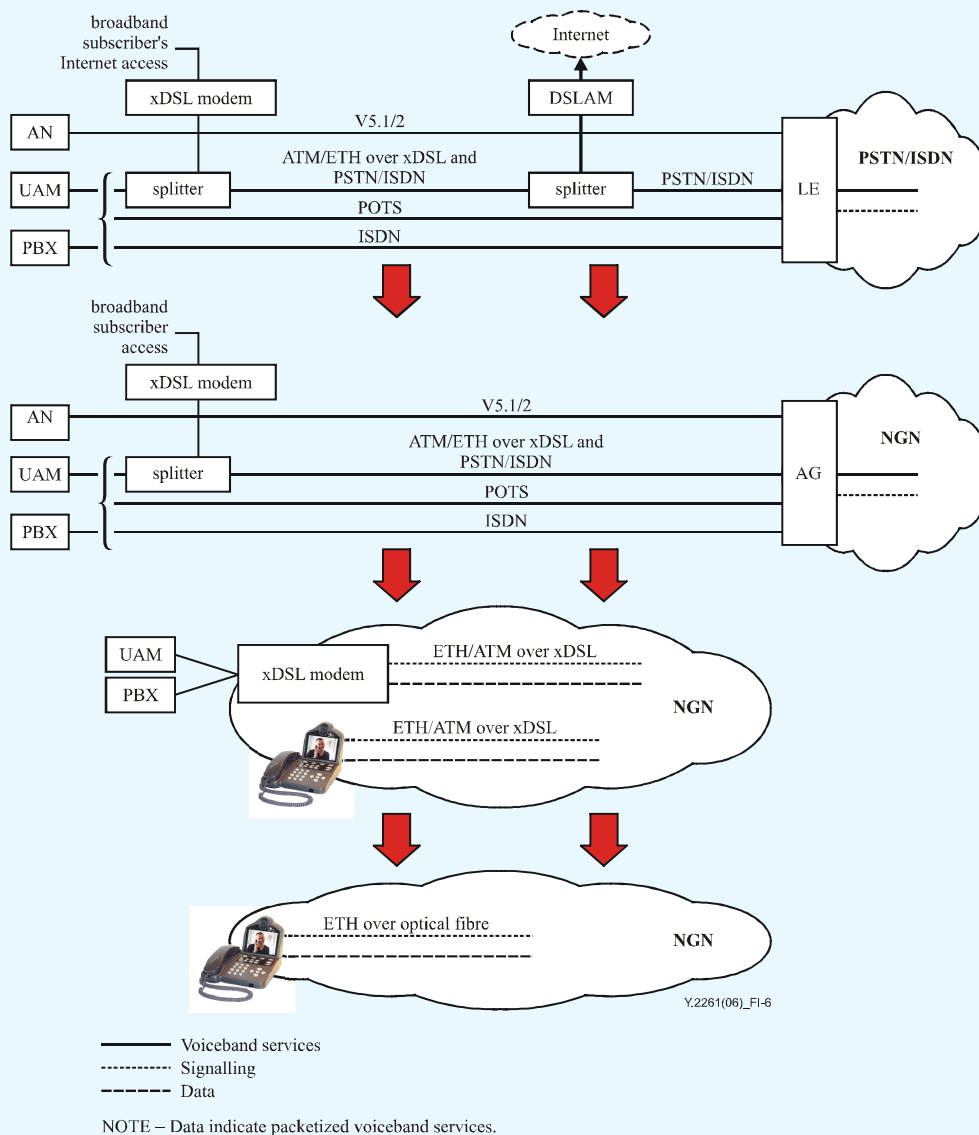 broadband
subscriber's
Internet access
Internet
xDSL modem
DSLAM
AN
V5.1/2
PSTN/ISDN
ATM/ETH over xDSL and
PSTN/ISDN
UAM
splitter
splitter
PSTN/ISDN
LE
POTS
PBX
ISDN
broadband
subscriber
access
xDSL modem
AN
V5.1/2
NGN
ATM/ETH over xDSL and
PSTN/ISDN
UAM
splitter
AG
POTS
PBX
ISDN
UAM
PBX
xDSL modem
ETH/ATM over xDSL
NGN
ETH/ATM over xDSL
ETH over optical fibre
NGN
Y.2261(06)_FI-6
Voiceband services
Signalling
Data
NOTE – Data indicate packetized voiceband services.